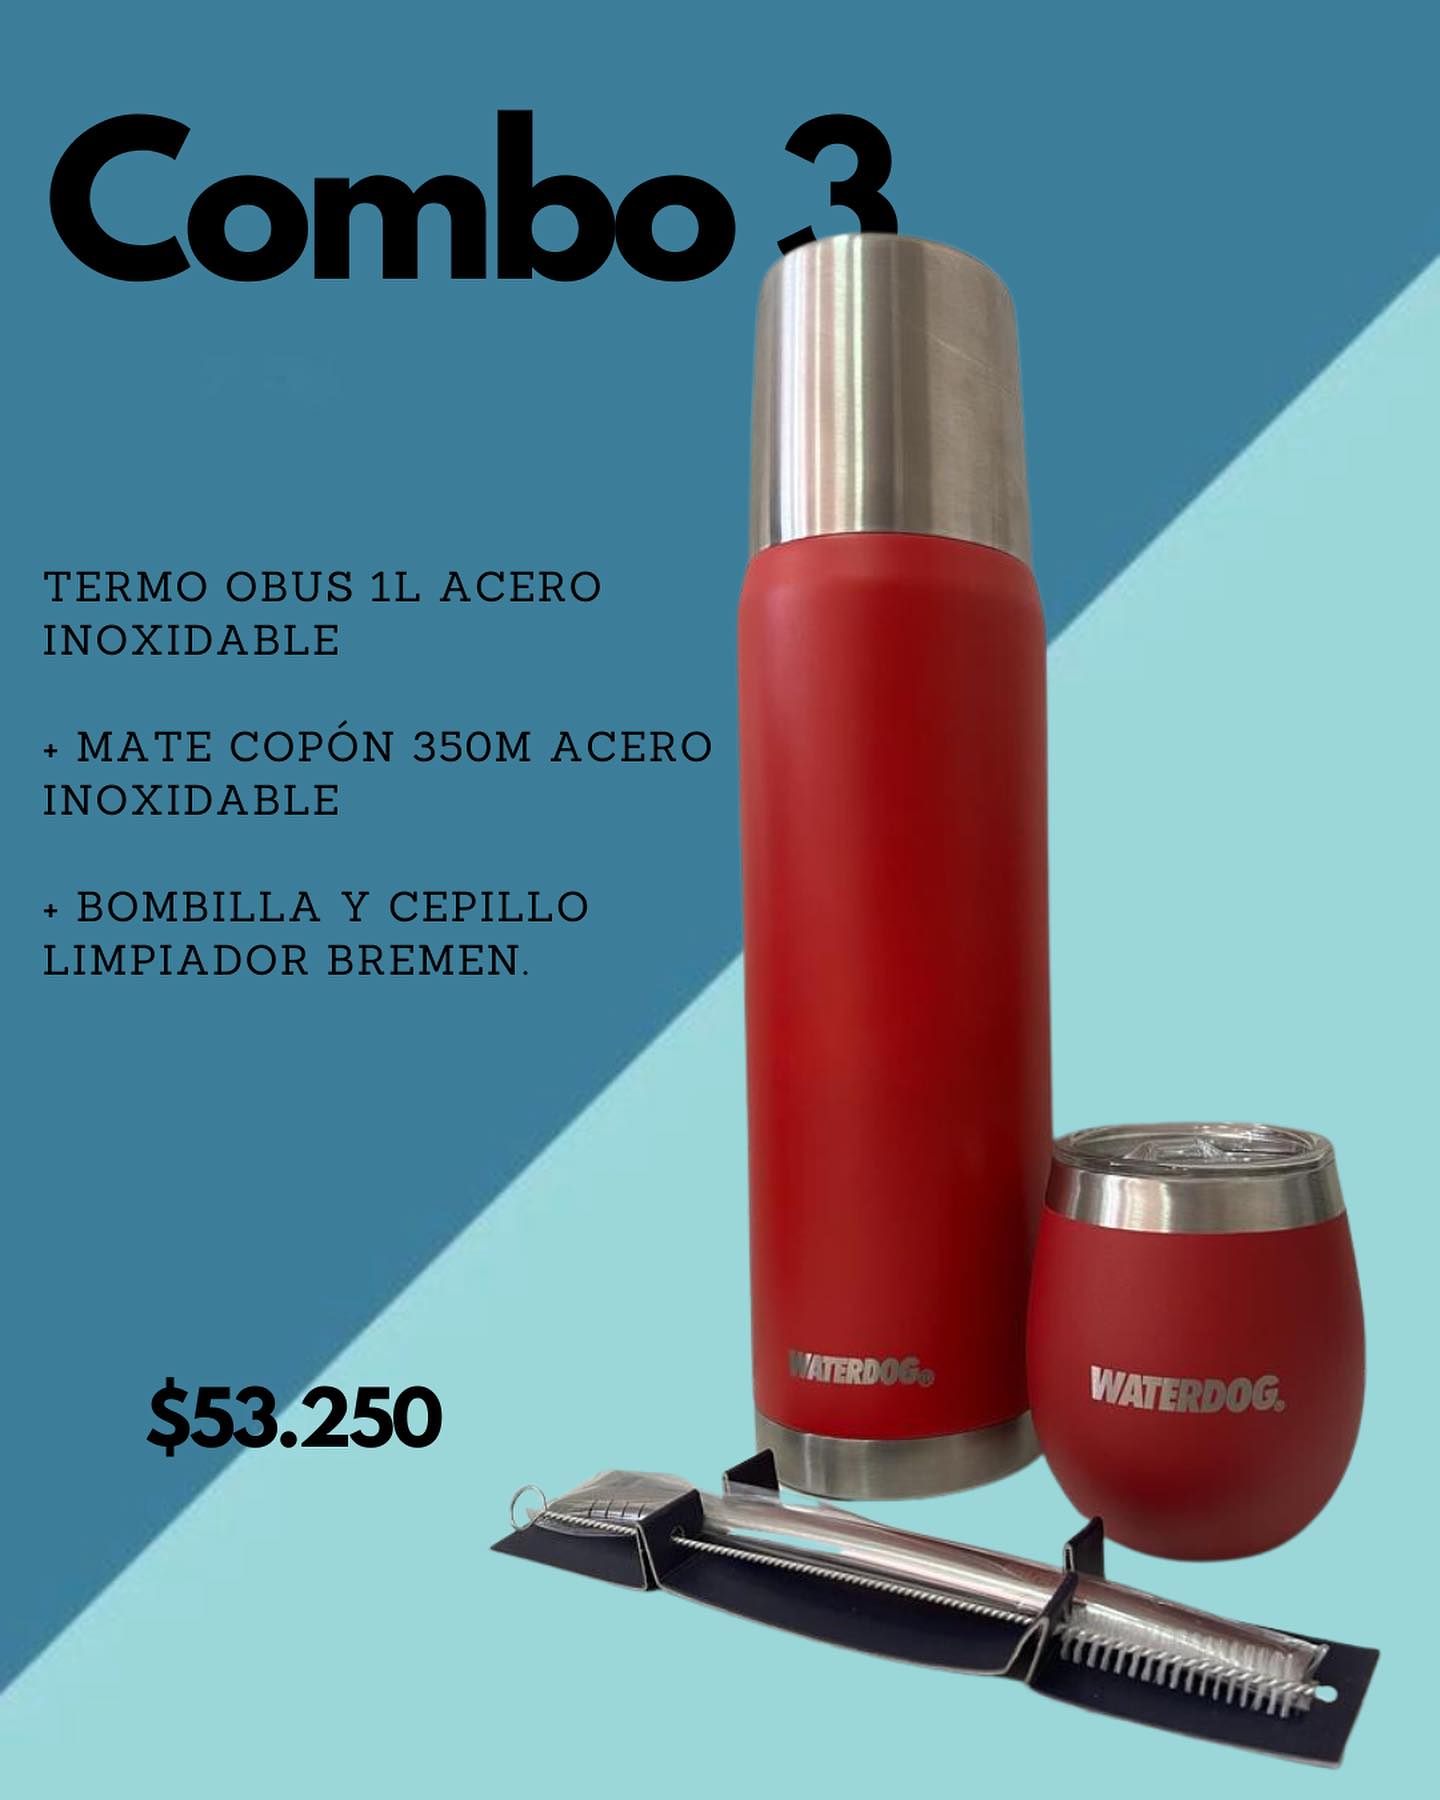 Combo 3
TERMO OBUS 1L ACERO
INOXIDABLE
+ MATE COPÓN 350M ACERO
INOXIDABLE
+ BOMBILLA Y CEPILLO
LIMPIADOR BREMEN.
$53.250
WATERDOG®
WATERDOG®